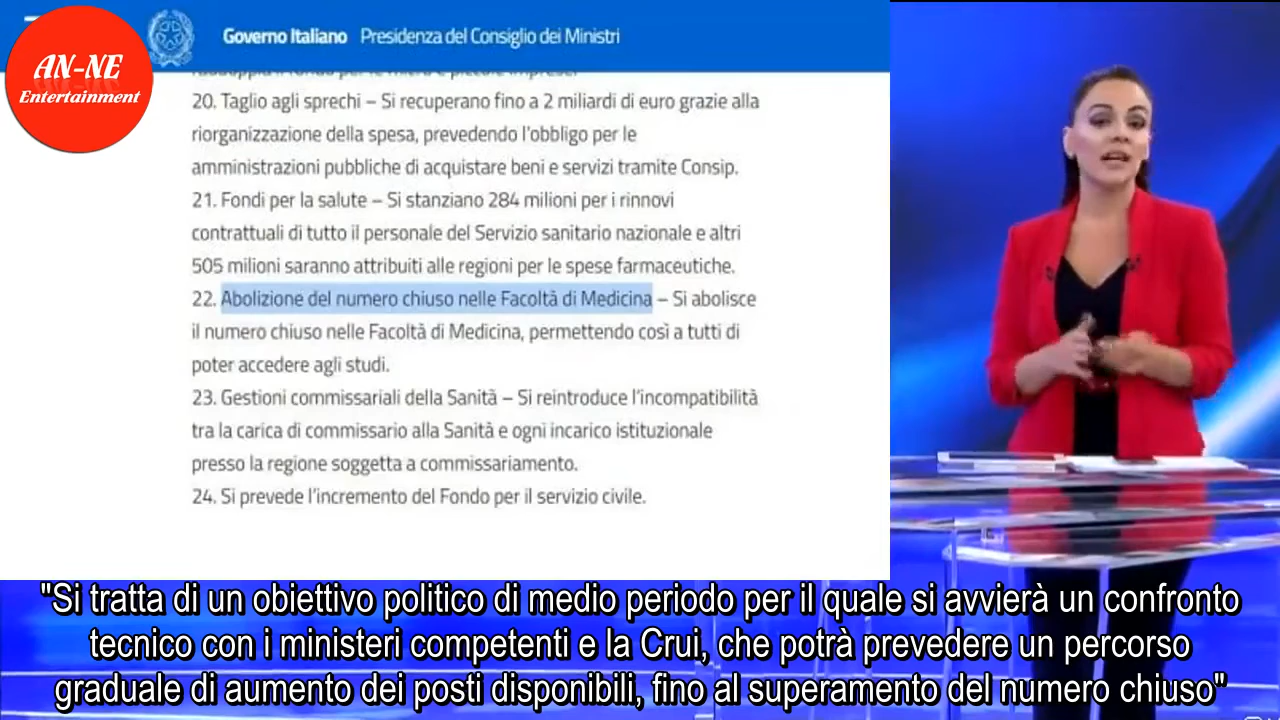 AN-NE
Entertainment
Governo Italiano Presidenza del Consiglio dei Ministri
raddoppia il fondo per le micro e piccole imprese.
20. Taglio agli sprechi – Si recuperano fino a 2 miliardi di euro grazie alla
riorganizzazione della spesa, prevedendo l'obbligo per le
amministrazioni pubbliche di acquistare beni e servizi tramite Consip.
21. Fondi per la salute – Si stanziano 284 milioni per i rinnovi
contrattuali di tutto il personale del Servizio sanitario nazionale e altri
505 milioni saranno attribuiti alle regioni per le spese farmaceutiche.
22. Abolizione del numero chiuso nelle Facoltà di Medicina – Si abolisce
il numero chiuso nelle Facoltà di Medicina, permettendo così a tutti di
poter accedere agli studi.
23. Gestioni commissariali della Sanità – Si reintroduce l'incompatibilità
tra la carica di commissario alla Sanità e ogni incarico istituzionale
presso la regione soggetta a commissariamento.
24. Si prevede l'incremento del Fondo per il servizio civile.
"Si tratta di un obiettivo politico di medio periodo per il quale si avvierà un confronto
tecnico con i ministeri competenti e la Crui, che potrà prevedere un percorso
graduale di aumento dei posti disponibili, fino al superamento del numero chiuso"